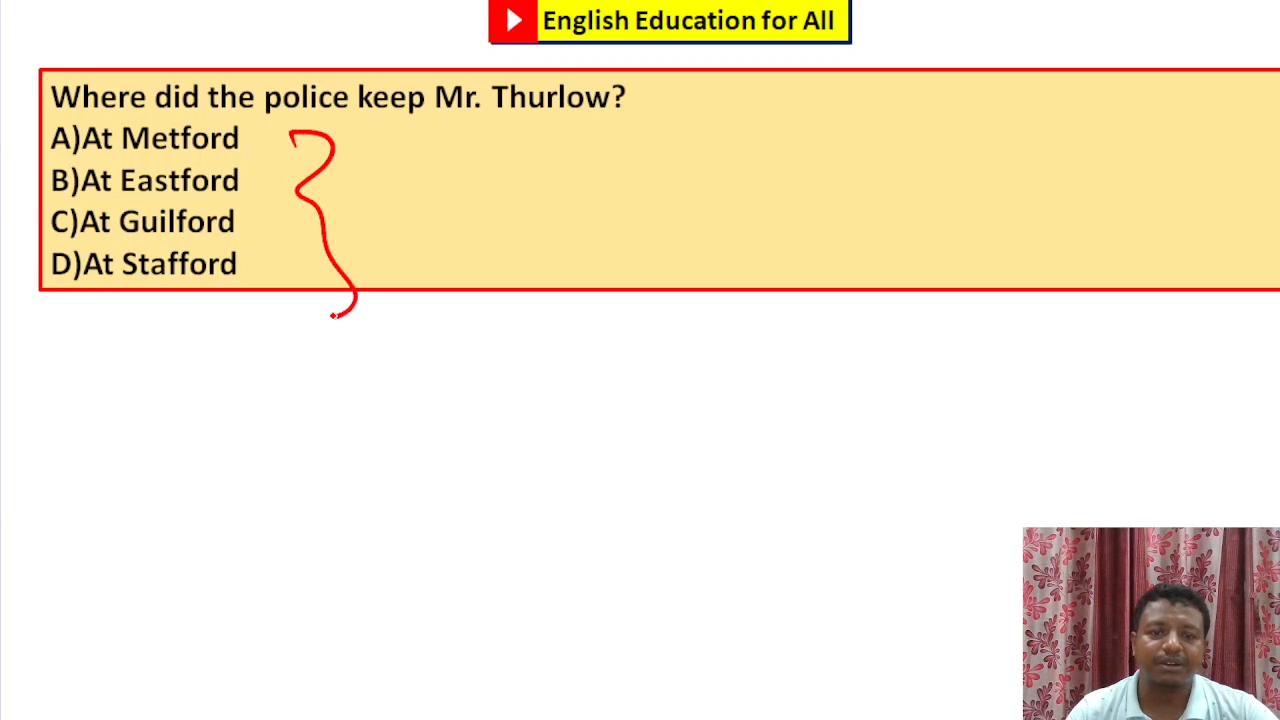 English Education for All
Where did the police keep Mr. Thurlow?
A)At Metford
B)At Eastford
C)At Guilford
D)At Stafford